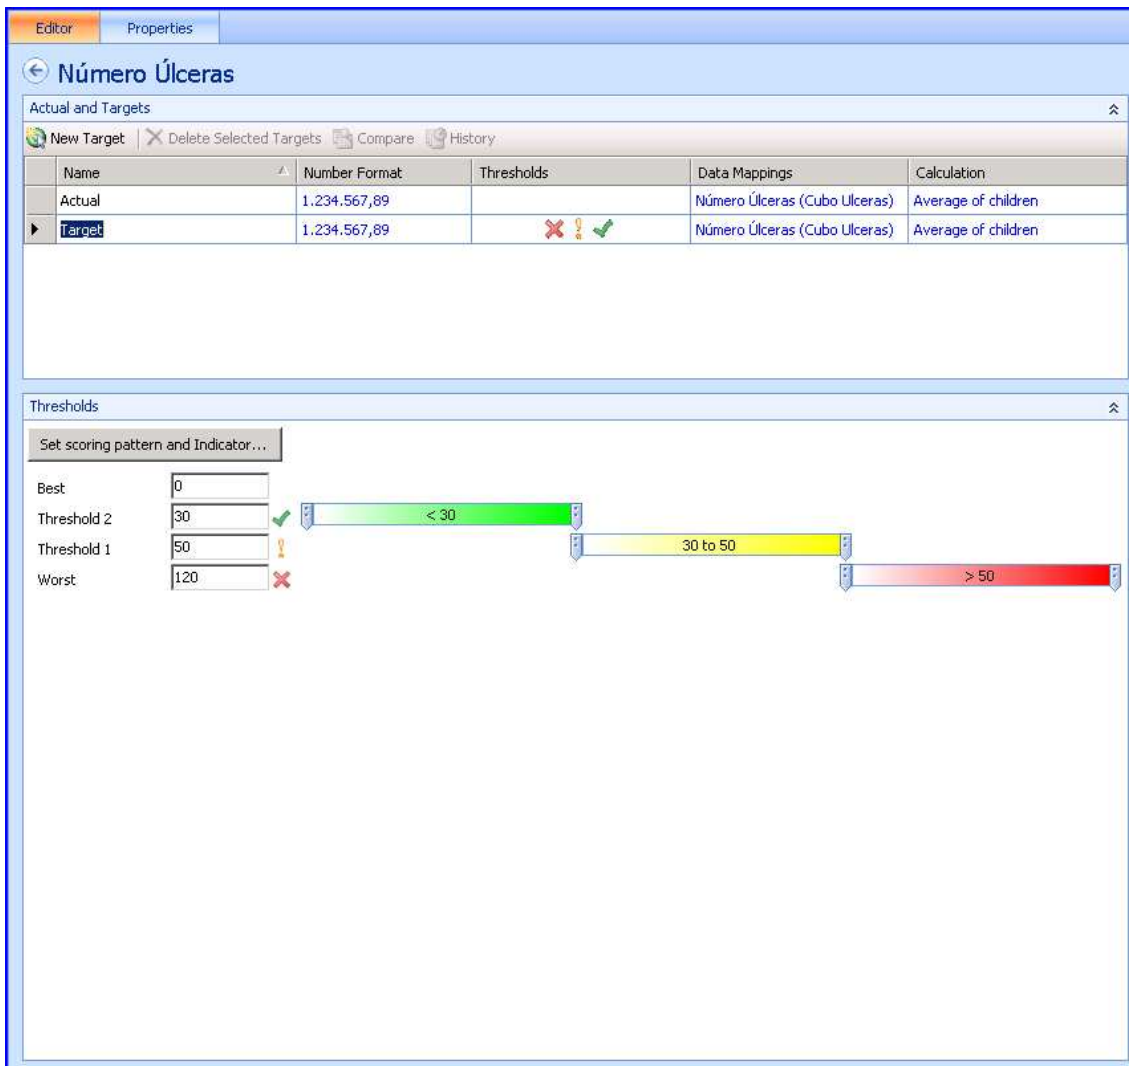 Editor Properties
Número Úlceras
Actual and Targets
New Target Delete Selected Targets Compare History
Name Number Format Thresholds Data Mappings Calculation
Actual 1.234.567,89 Número Úlceras (Cubo Ulceras) Average of children
Target 1.234.567,89 Número Úlceras (Cubo Ulceras) Average of children
Thresholds
Set scoring pattern and Indicator...
Best 0
Threshold 2 30 < 30
Threshold 1 50 30 to 50
Worst 120 > 50